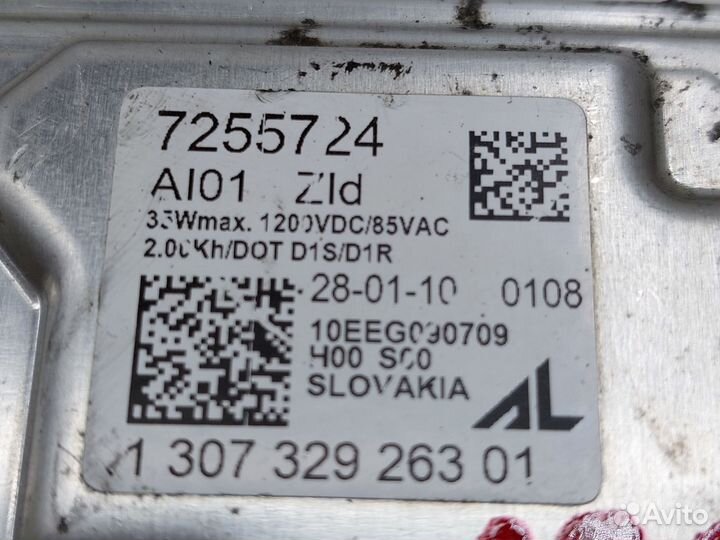 7255724
AI01 ZId
35Wmax. 1200VDC/85VAC
2.00Kh/DOT D1S/D1R
28-01-10 0108
10EEG090709
H00 S00
SLOVAKIA
AL
1 307 329 263 01
Avito